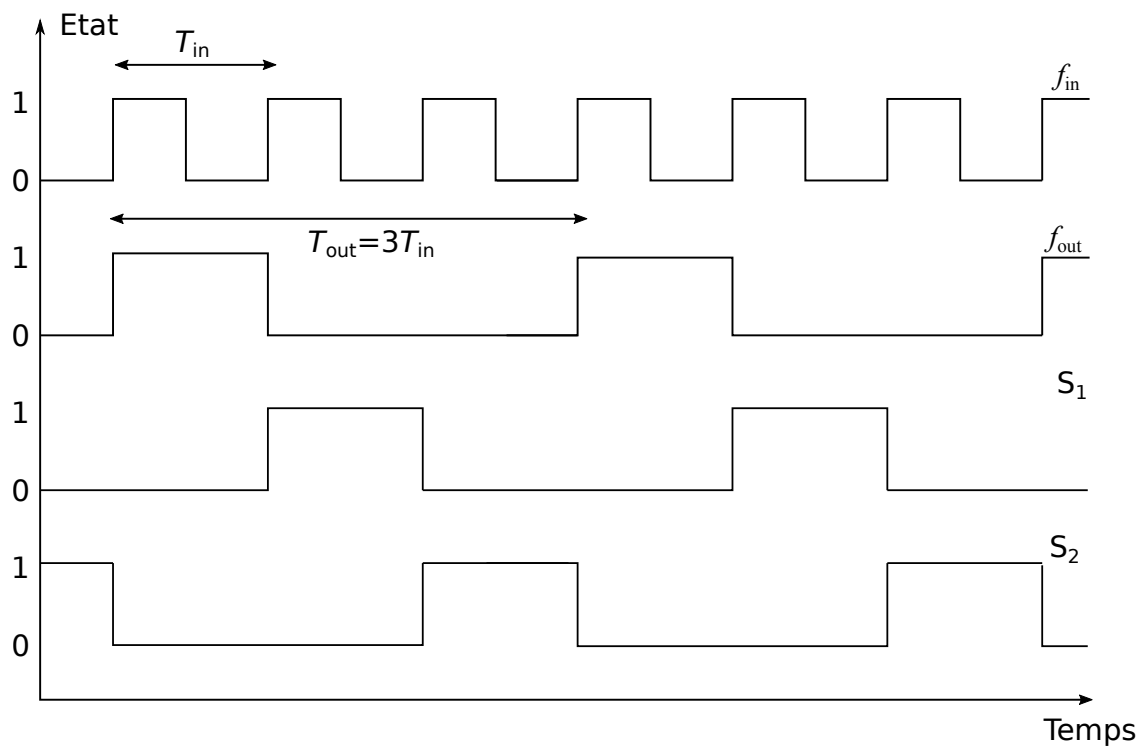 Etat
T_in
f_in
1
0
T_out=3T_in
f_out
1
0
S_1
1
0
S_2
1
0
Temps